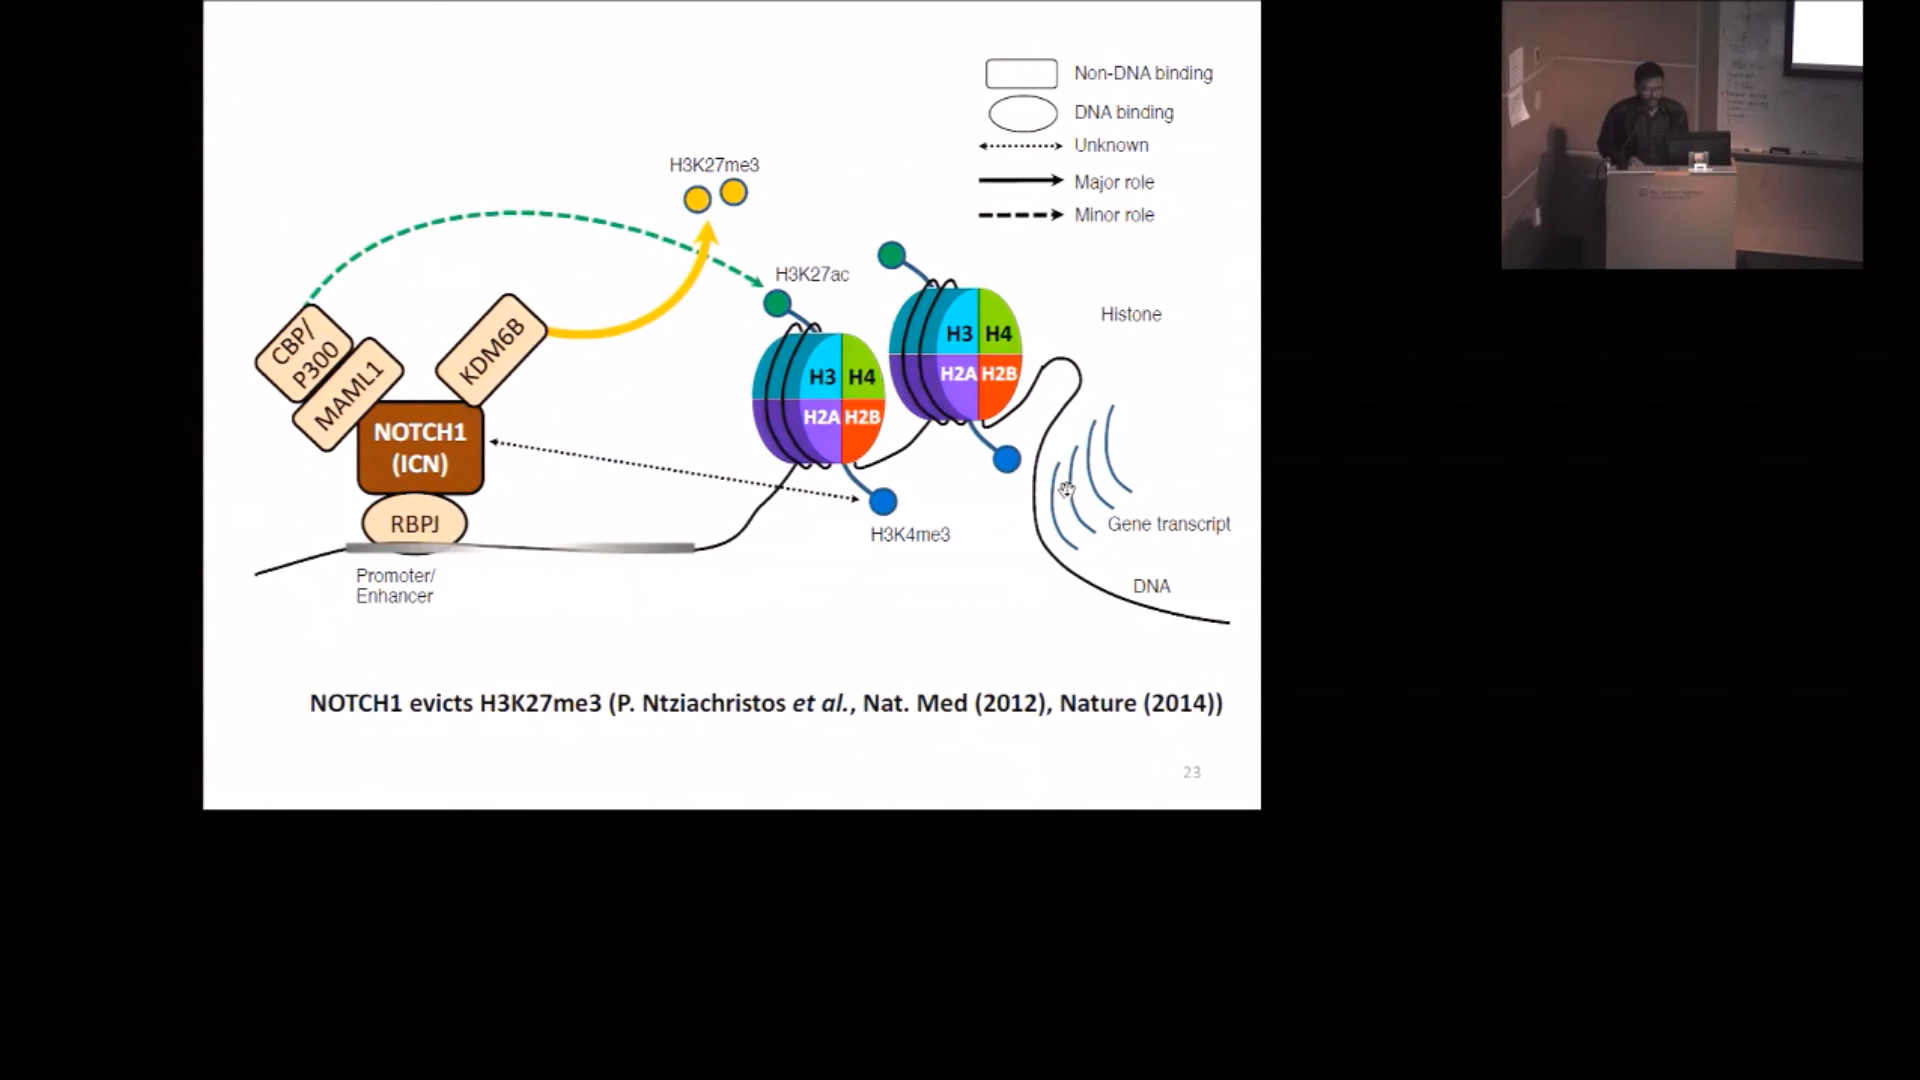 Non-DNA binding
DNA binding
Unknown
Major role
Minor role
H3K27me3
H3K27ac
Histone
CBP/
P300
MAML1
KDM6B
NOTCH1
(ICN)
RBPJ
H3 H4
H2A H2B
H3 H4
H2A H2B
H3K4me3
Gene transcript
DNA
Promoter/
Enhancer
NOTCH1 evicts H3K27me3 (P. Ntziachristos et al., Nat. Med (2012), Nature (2014))
23